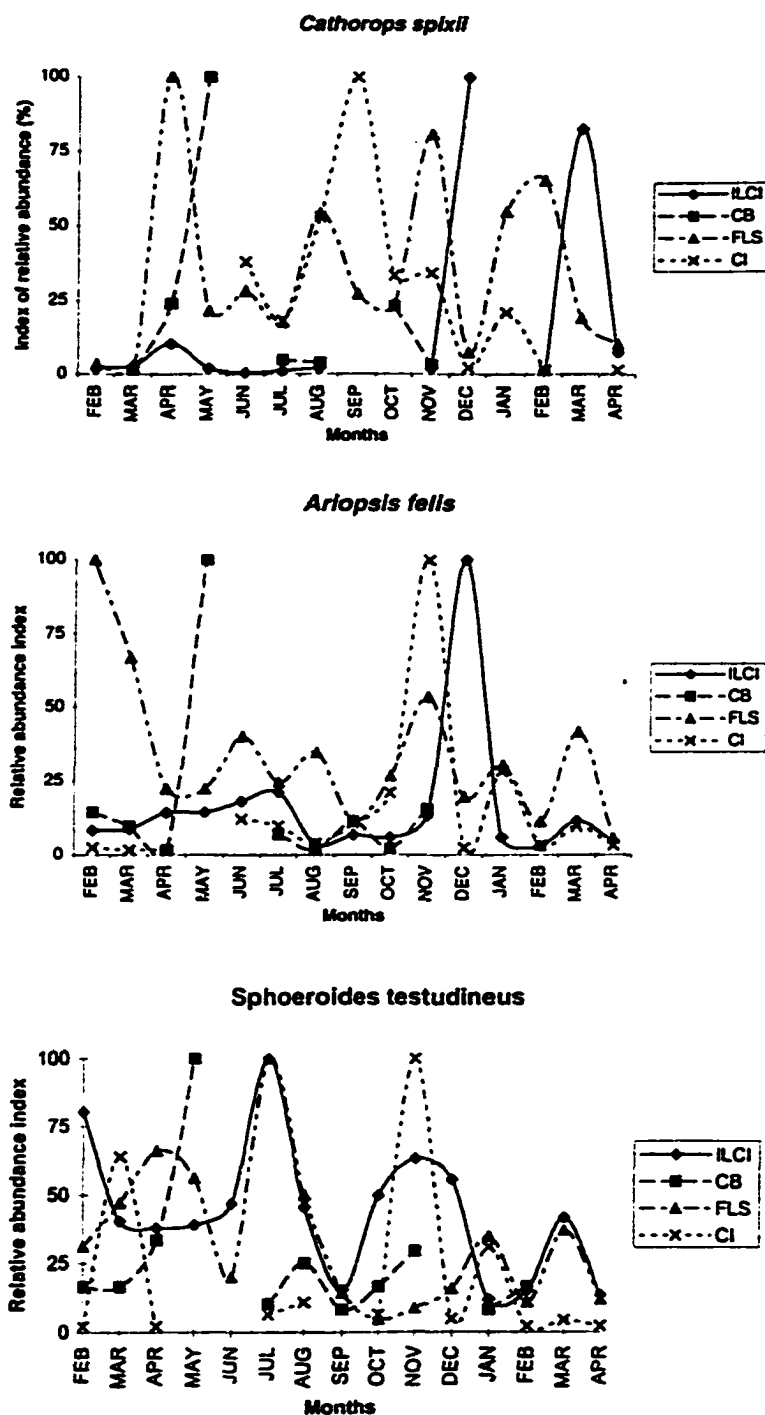 Cathorops spixii
Index of relative abundance (%)
100
75
50
25
0
FEB
MAR
APR
MAY
JUN
JUL
AUG
SEP
OCT
NOV
DEC
JAN
FEB
MAR
APR
Months
ILCI
CB
FLS
CI
Ariopsis felis
Relative abundance index
100
75
50
25
0
FEB
MAR
APR
MAY
JUN
JUL
AUG
SEP
OCT
NOV
DEC
JAN
FEB
MAR
APR
Months
ILCI
CB
FLS
CI
Sphoeroides testudineus
Relative abundance index
100
75
50
25
0
FEB
MAR
APR
MAY
JUN
JUL
AUG
SEP
OCT
NOV
DEC
JAN
FEB
MAR
APR
Months
ILCI
CB
FLS
CI